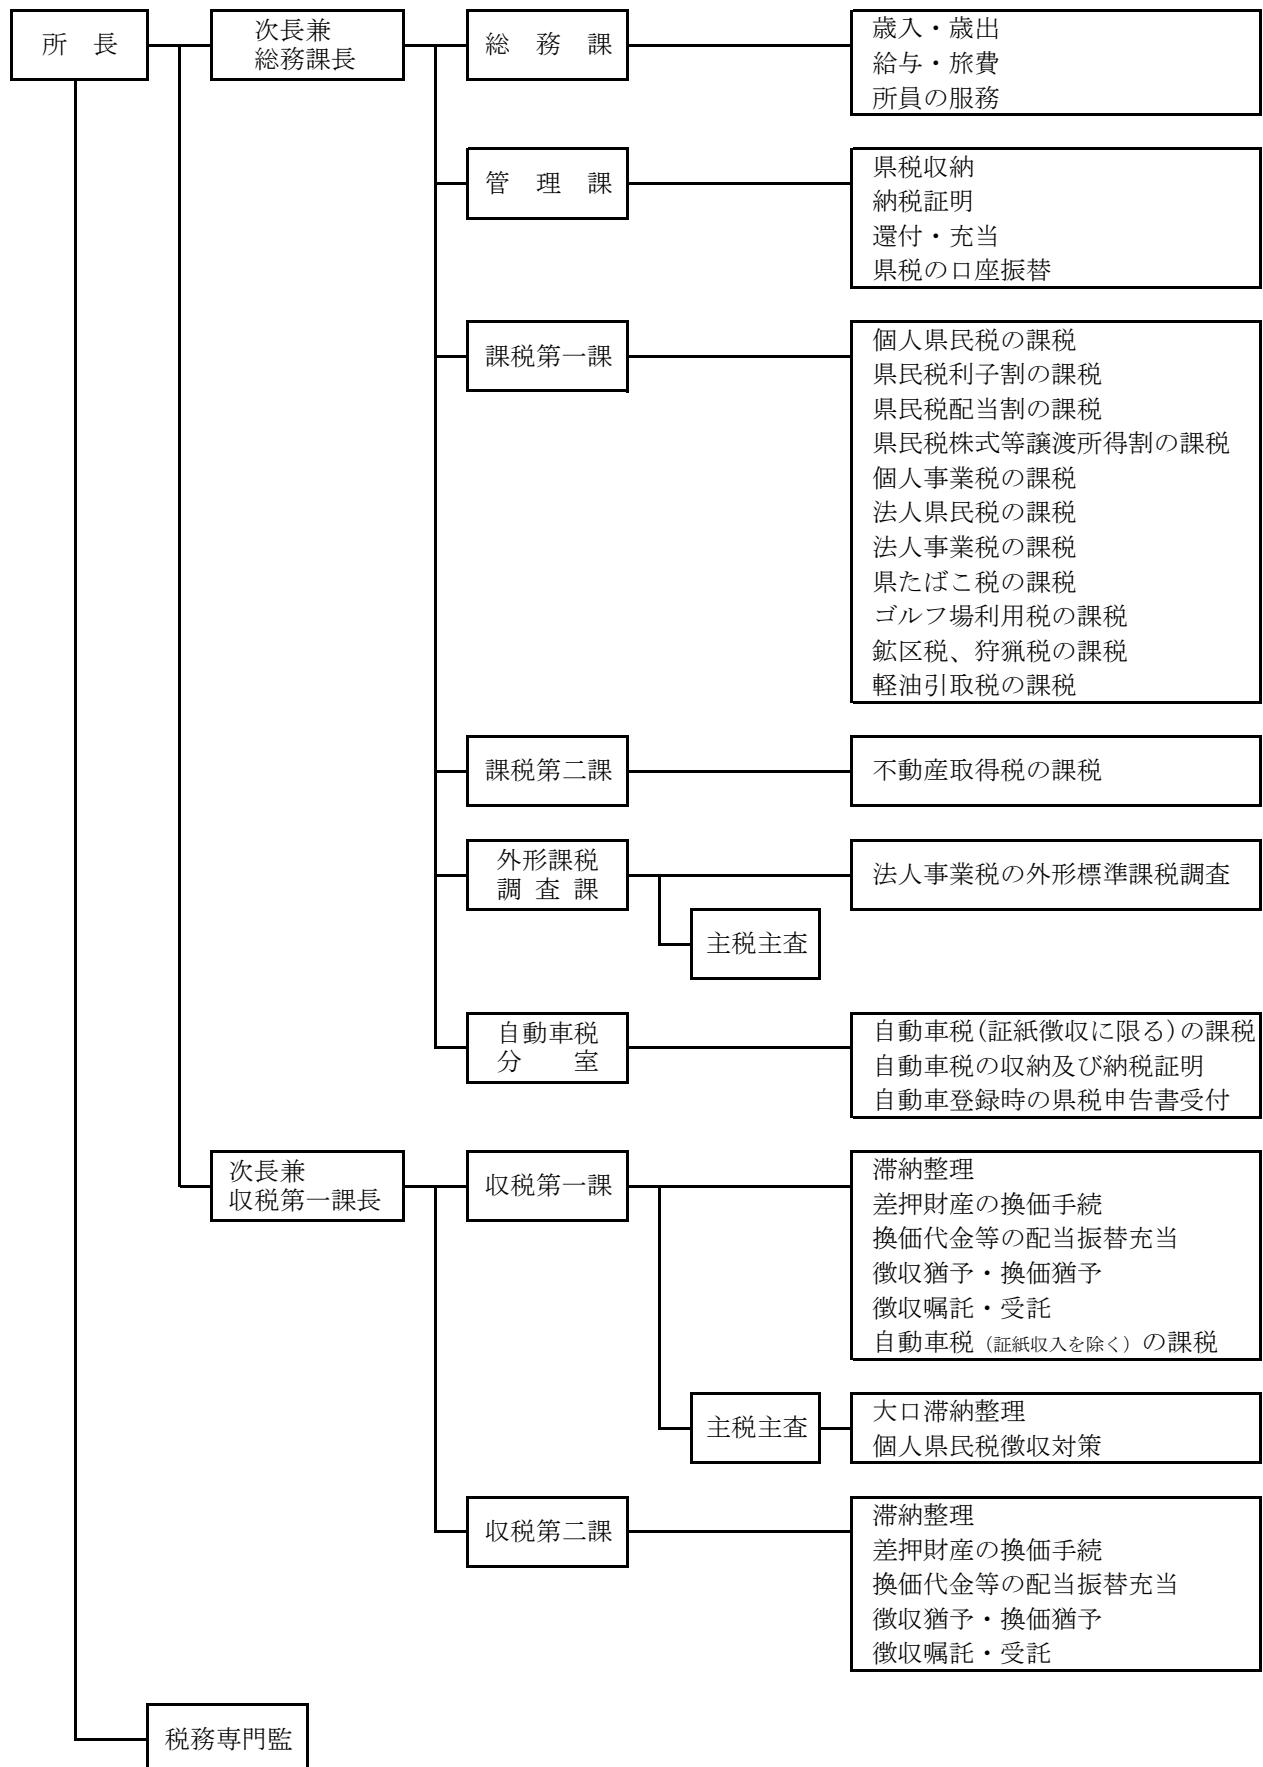 所　長
次長兼
総務課長
総　務　課
歳入・歳出
給与・旅費
所員の服務
管　理　課
県税収納
納税証明
還付・充当
県税の口座振替
課税第一課
個人県民税の課税
県民税利子割の課税
県民税配当割の課税
県民税株式等譲渡所得割の課税
個人事業税の課税
法人県民税の課税
法人事業税の課税
県たばこ税の課税
ゴルフ場利用税の課税
鉱区税、狩猟税の課税
軽油引取税の課税
課税第二課
不動産取得税の課税
外形課税
調 査 課
法人事業税の外形標準課税調査
主税主査
自動車税
分　　室
自動車税(証紙徴収に限る)の課税
自動車税の収納及び納税証明
自動車登録時の県税申告書受付
次長兼
収税第一課長
収税第一課
滞納整理
差押財産の換価手続
換価代金等の配当振替充当
徴収猶予・換価猶予
徴収嘱託・受託
自動車税（証紙収入を除く）の課税
主税主査
大口滞納整理
個人県民税徴収対策
収税第二課
滞納整理
差押財産の換価手続
換価代金等の配当振替充当
徴収猶予・換価猶予
徴収嘱託・受託
税務専門監